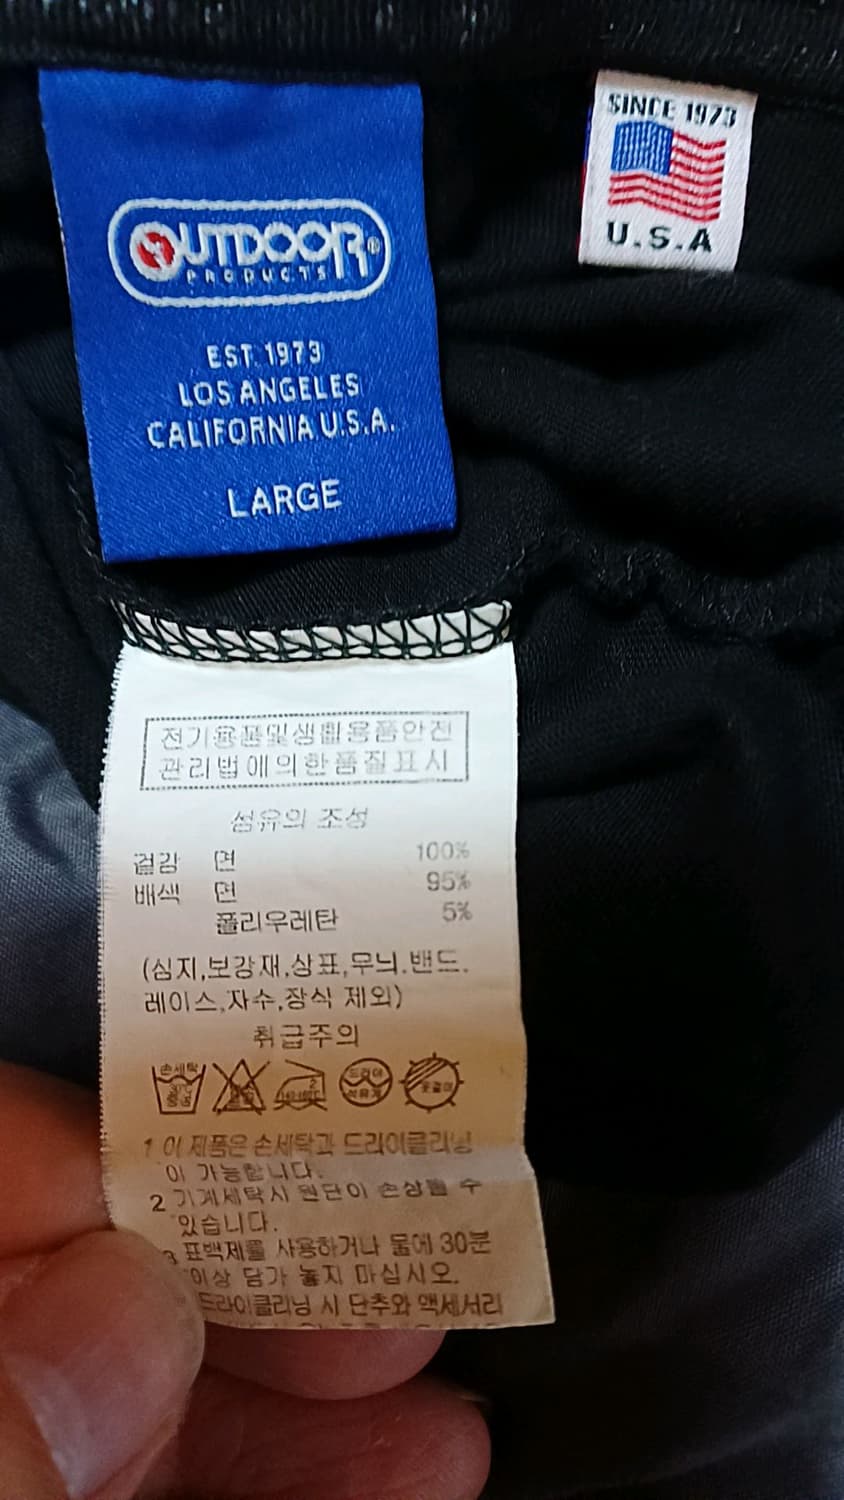 OUTDOOR®
PRODUCTS
EST. 1973
LOS ANGELES
CALIFORNIA U.S.A.
LARGE
SINCE 1973
U.S.A
전기용품및생활용품안전
관리법에의한품질표시
섬유의 조성
겉감 면 100%
배색 면 95%
폴리우레탄 5%
(심지,보강재,상표,무늬.밴드.
레이스,자수,장식 제외)
취급주의
손세탁
옷걸이
1 이 제품은 손세탁과 드라이클리닝
이 가능합니다.
2 기계세탁시 원단이 손상될 수
있습니다.
3 표백제를 사용하거나 물에 30분
이상 담가 놓지 마십시오.
드라이클리닝 시 단추와 액세서리